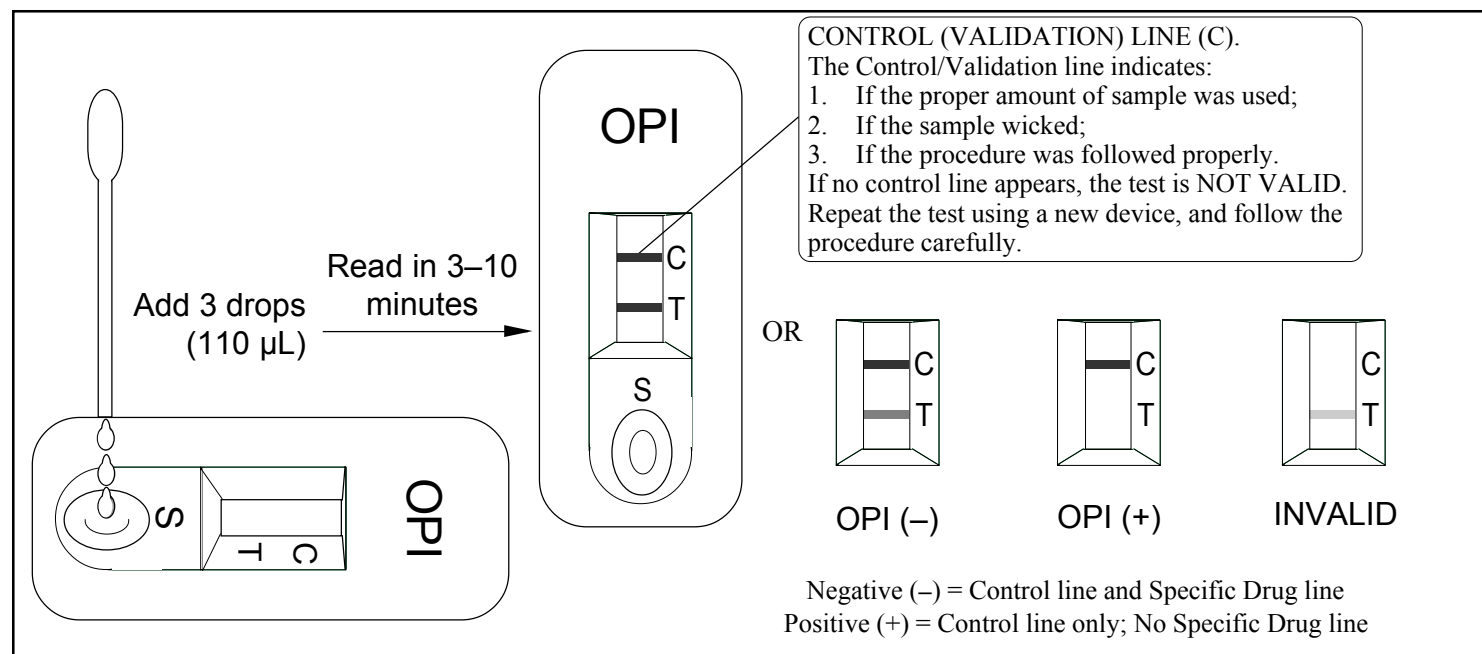 CONTROL (VALIDATION) LINE (C).
The Control/Validation line indicates:
1. If the proper amount of sample was used;
2. If the sample wicked;
3. If the procedure was followed properly.
If no control line appears, the test is NOT VALID.
Repeat the test using a new device, and follow the
procedure carefully.
OPI
C
T
S
Read in 3–10
minutes
Add 3 drops
(110 µL)
S
T
C
OPI
OR
C
T
OPI (–)
C
T
OPI (+)
C
T
INVALID
Negative (–) = Control line and Specific Drug line
Positive (+) = Control line only; No Specific Drug line